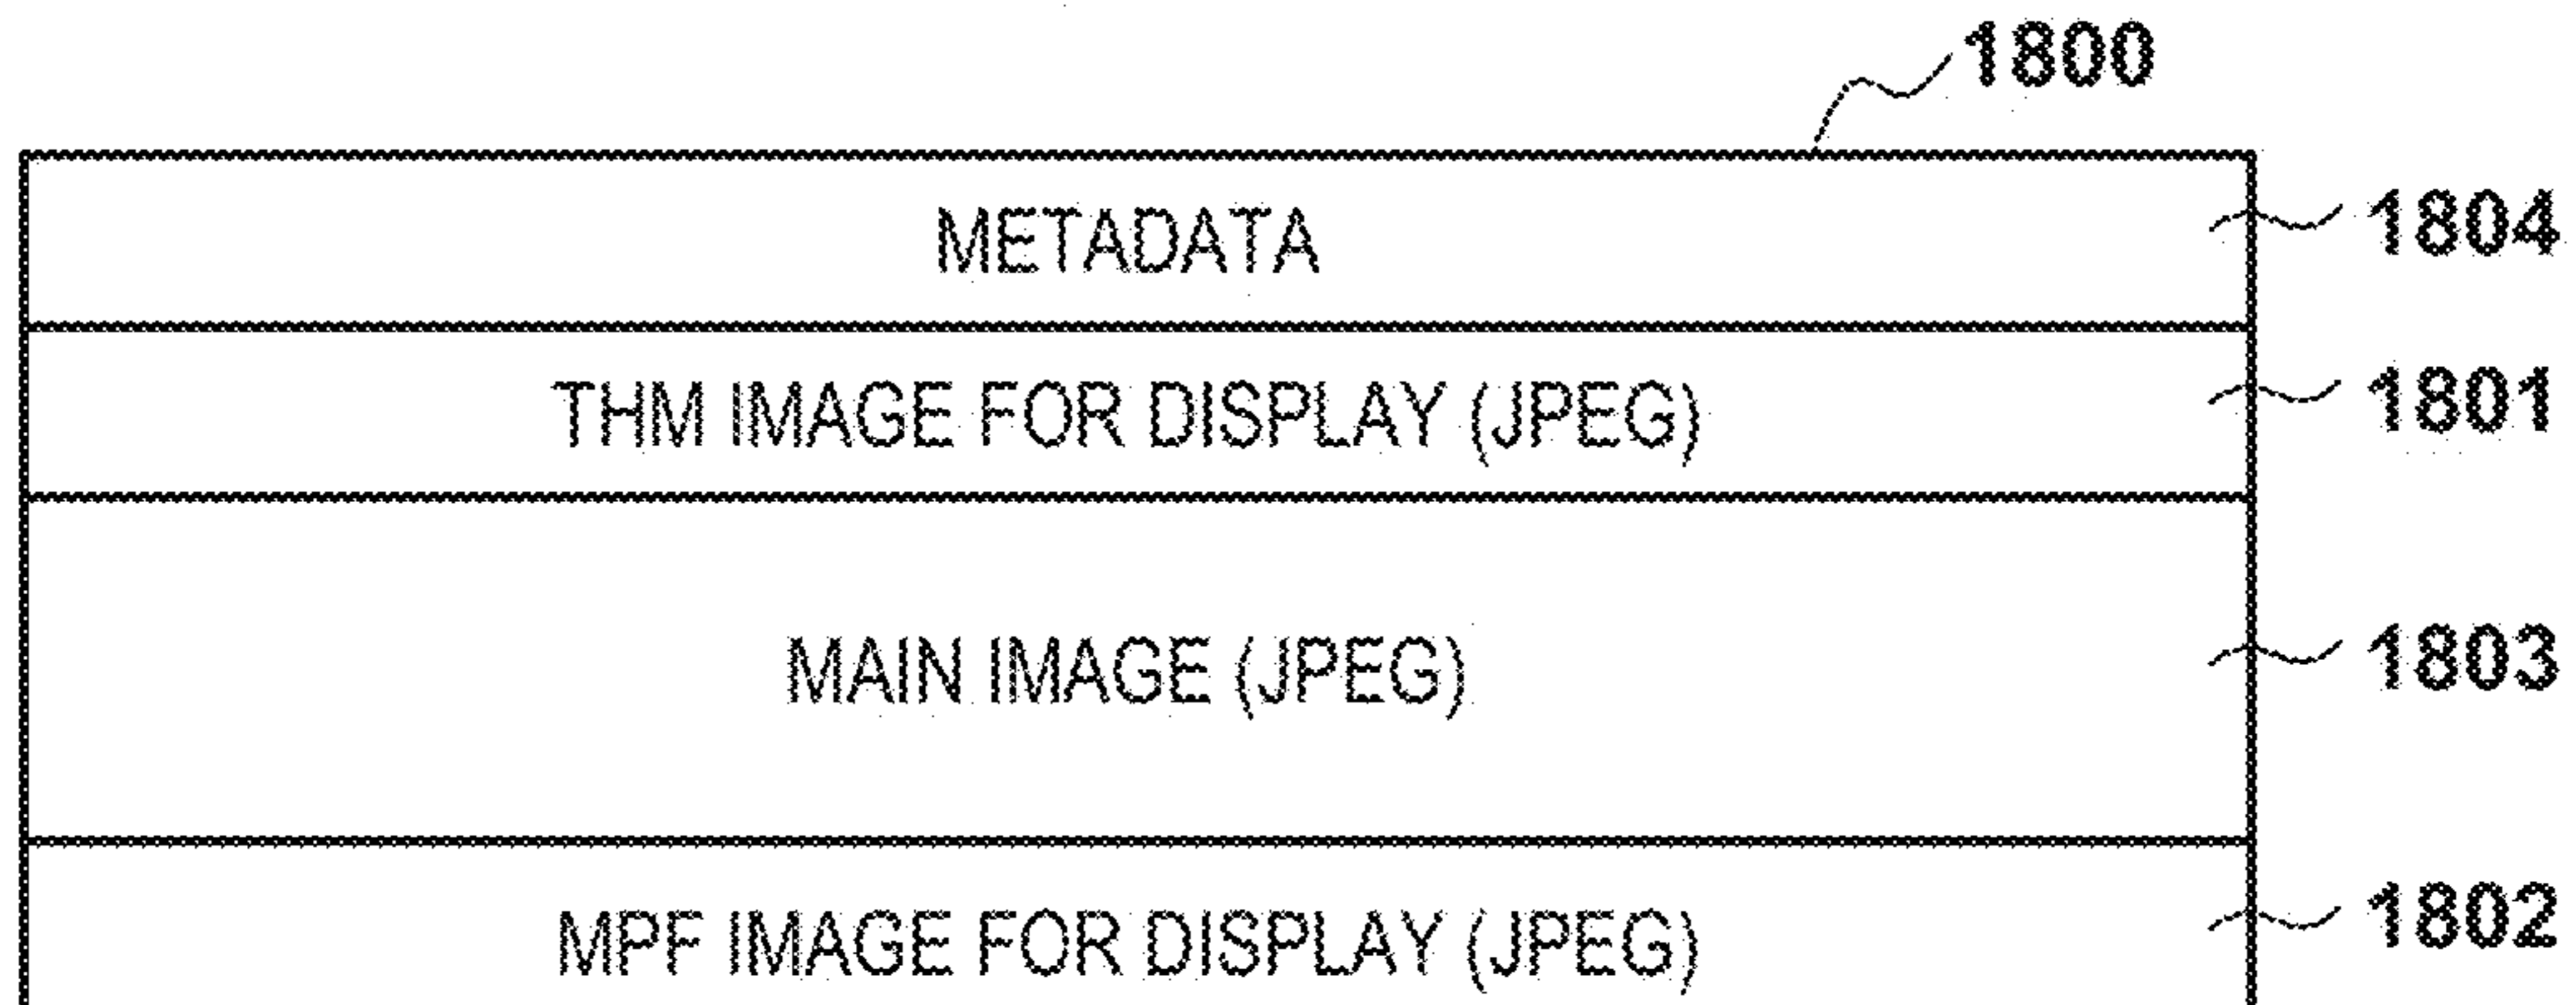 1800
METADATA 1804
THM IMAGE FOR DISPLAY (JPEG) 1801
MAIN IMAGE (JPEG) 1803
MPF IMAGE FOR DISPLAY (JPEG) 1802